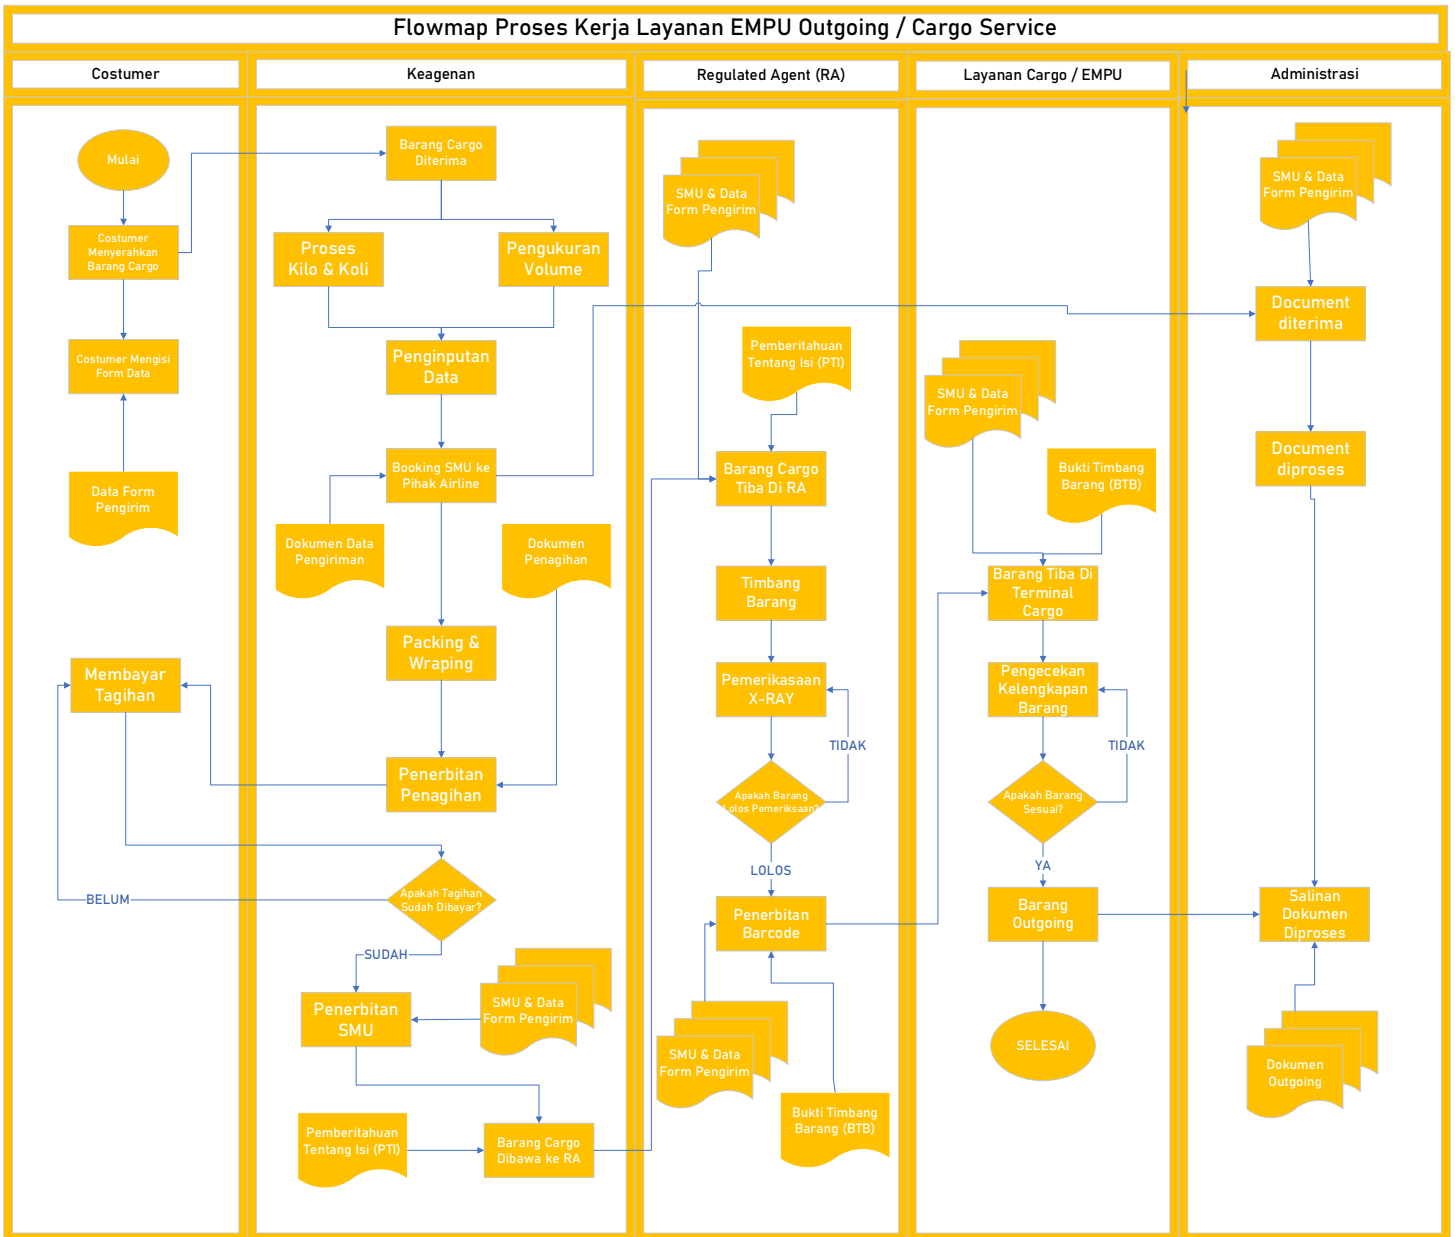 Flowmap Proses Kerja Layanan EMPU Outgoing / Cargo Service
Costumer
Keagenan
Regulated Agent (RA)
Layanan Cargo / EMPU
Administrasi
Mulai
Costumer
Menyerahkan
Barang Cargo
Costumer Mengisi
Form Data
Data Form
Pengirim
Membayar
Tagihan
BELUM
Barang Cargo
Diterima
Proses
Kilo & Koli
Pengukuran
Volume
Penginputan
Data
Booking SMU ke
Pihak Airline
Dokumen Data
Pengiriman
Dokumen
Penagihan
Packing &
Wraping
Penerbitan
Penagihan
Apakah Tagihan
Sudah Dibayar?
SUDAH
Penerbitan
SMU
SMU & Data
Form Pengirim
Pemberitahuan
Tentang Isi (PTI)
Barang Cargo
Dibawa ke RA
SMU & Data
Form Pengirim
Pemberitahuan
Tentang Isi (PTI)
Barang Cargo
Tiba Di RA
Timbang
Barang
Pemerikasaan
X-RAY
TIDAK
Apakah Barang
Lolos Pemeriksaan?
LOLOS
Penerbitan
Barcode
SMU & Data
Form Pengirim
Bukti Timbang
Barang (BTB)
SMU & Data
Form Pengirim
Bukti Timbang
Barang (BTB)
Barang Tiba Di
Terminal
Cargo
Pengecekan
Kelengkapan
Barang
TIDAK
Apakah Barang
Sesuai?
YA
Barang
Outgoing
SELESAI
SMU & Data
Form Pengirim
Document
diterima
Document
diproses
Salinan
Dokumen
Diproses
Dokumen
Outgoing